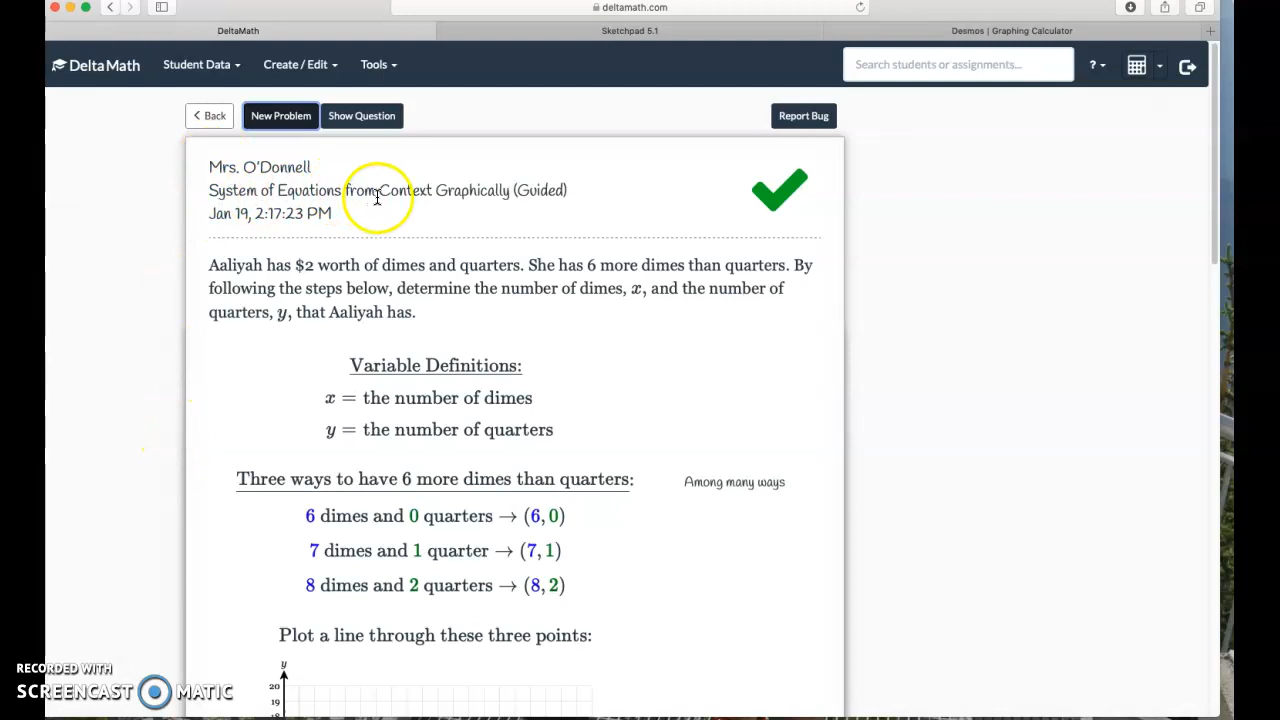 deltamath.com
DeltaMath
Sketchpad 5.1
Desmos | Graphing Calculator
DeltaMath
Student Data
Create / Edit
Tools
Search students or assignments...
?
< Back
New Problem
Show Question
Report Bug
Mrs. O'Donnell
System of Equations from Context Graphically (Guided)
Jan 19, 2:17:23 PM
Aaliyah has $2 worth of dimes and quarters. She has 6 more dimes than quarters. By
following the steps below, determine the number of dimes, x, and the number of
quarters, y, that Aaliyah has.
Variable Definitions:
x = the number of dimes
y = the number of quarters
Three ways to have 6 more dimes than quarters:
Among many ways
6 dimes and 0 quarters → (6, 0)
7 dimes and 1 quarter → (7, 1)
8 dimes and 2 quarters → (8, 2)
Plot a line through these three points:
y
20
19
RECORDED WITH
SCREENCAST MATIC